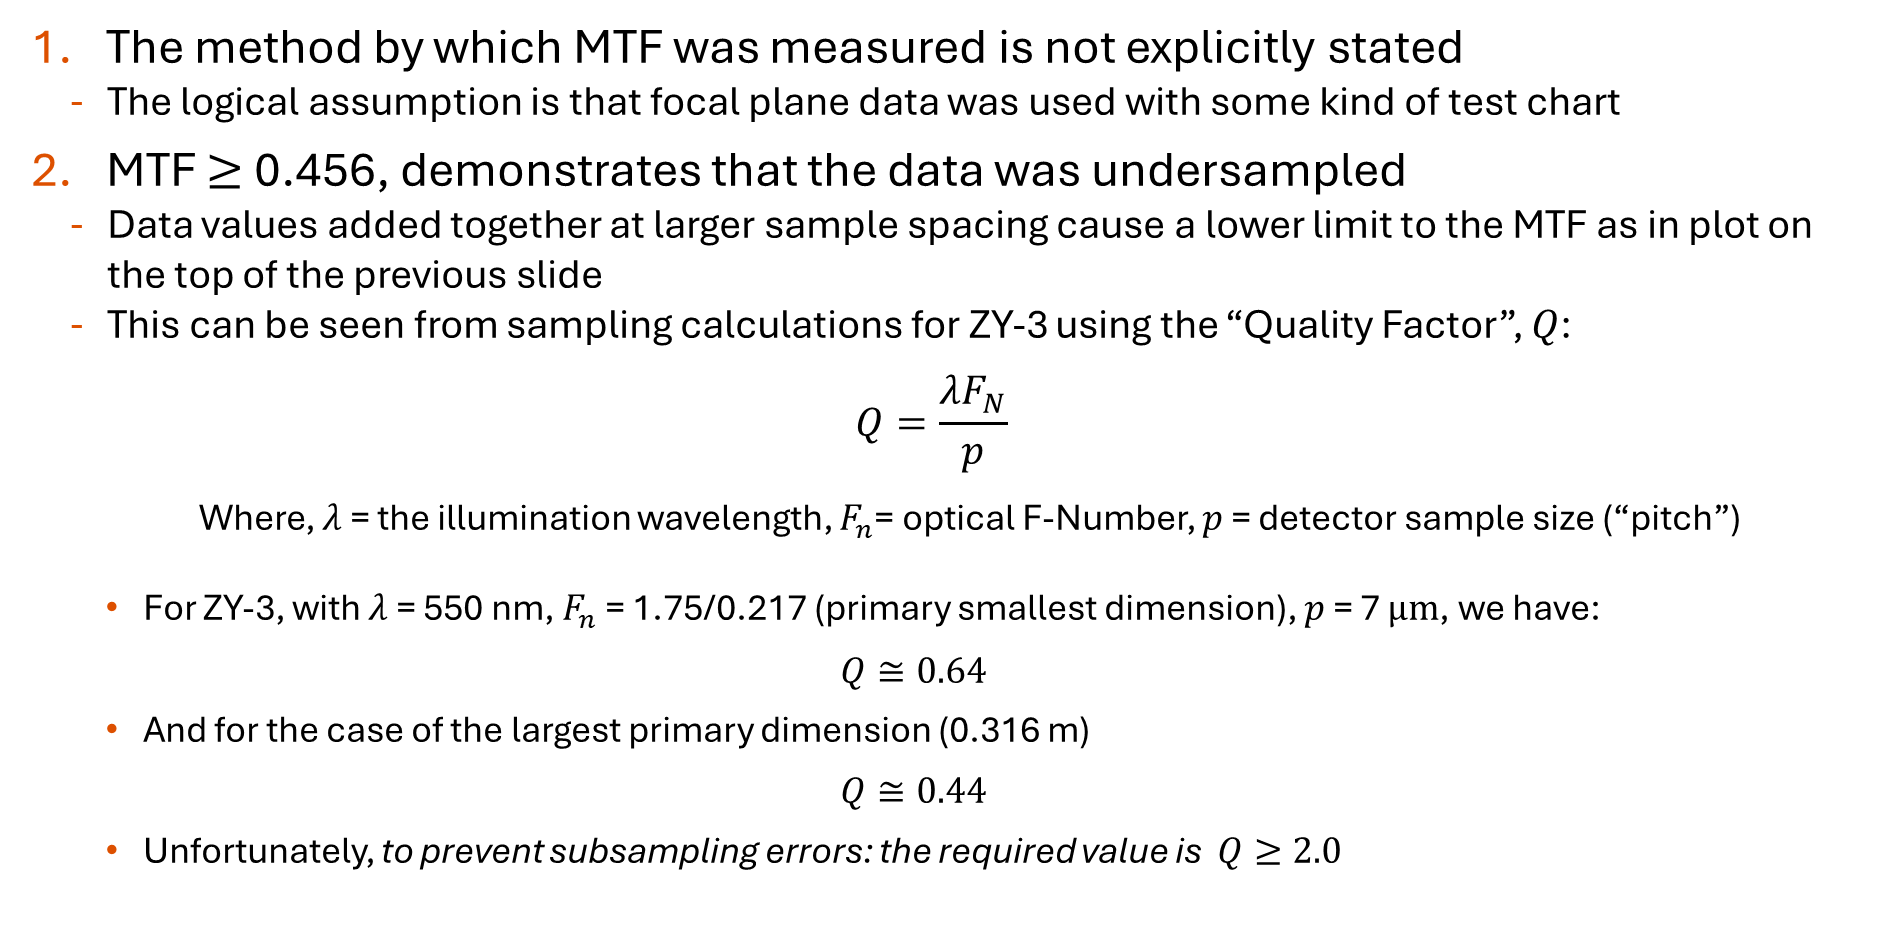 1. The method by which MTF was measured is not explicitly stated
- The logical assumption is that focal plane data was used with some kind of test chart
2. MTF ≥ 0.456, demonstrates that the data was undersampled
- Data values added together at larger sample spacing cause a lower limit to the MTF as in plot on
the top of the previous slide
- This can be seen from sampling calculations for ZY-3 using the “Quality Factor”, Q:
Q = λF_N / p
Where, λ = the illumination wavelength, F_n= optical F-Number, p = detector sample size (“pitch”)
• For ZY-3, with λ = 550 nm, F_n = 1.75/0.217 (primary smallest dimension), p = 7 μm, we have:
Q ≅ 0.64
• And for the case of the largest primary dimension (0.316 m)
Q ≅ 0.44
• Unfortunately, to prevent subsampling errors: the required value is Q ≥ 2.0